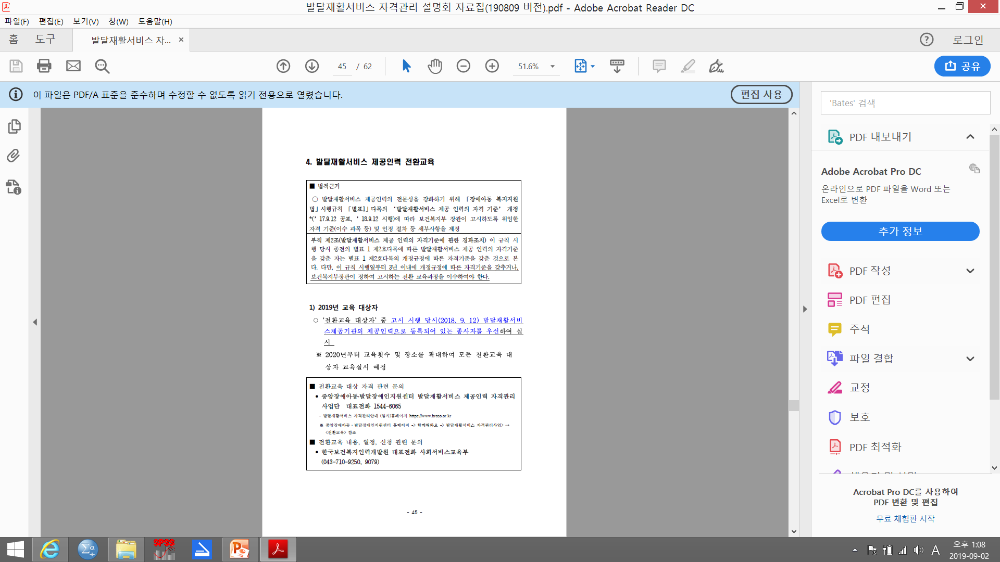 발달재활서비스 자격관리 설명회 자료집(190809 버전).pdf - Adobe Acrobat Reader DC
파일(F) 편집(E) 보기(V) 창(W) 도움말(H)
홈 도구 발달재활서비스 자... × ? 로그인
45 / 62 51.6% 공유
이 파일은 PDF/A 표준을 준수하며 수정할 수 없도록 읽기 전용으로 열렸습니다. 편집 사용
4. 발달재활서비스 제공인력 전환교육
■ 법적근거
○ 발달재활서비스 제공인력의 전문성을 강화하기 위해 「장애아동 복지지원
법」시행규칙 「별표1」다목의 ‘발달재활서비스 제공 인력의 자격 기준’ 개정
*(’17.9.12 공포, ’18.9.12 시행)에 따라 보건복지부 장관이 고시하도록 위임한
자격 기준(이수 과목 등) 및 인정 절차 등 세부사항을 제정
부칙 제2조(발달재활서비스 제공 인력의 자격기준에 관한 경과조치) 이 규칙 시
행 당시 종전의 별표 1 제2호다목에 따른 발달재활서비스 제공 인력의 자격기준
을 갖춘 자는 별표 1 제2호다목의 개정규정에 따른 자격기준을 갖춘 것으로 본
다. 다만, 이 규칙 시행일부터 3년 이내에 개정규정에 따른 자격기준을 갖추거나,
보건복지부장관이 정하여 고시하는 전환 교육과정을 이수하여야 한다.
1) 2019년 교육 대상자
○ ‘전환교육 대상자’ 중 고시 시행 당시(2018. 9. 12) 발달재활서비
스제공기관의 제공인력으로 등록되어 있는 종사자를 우선하여 실
시
※ 2020년부터 교육횟수 및 장소를 확대하여 모든 전환교육 대
상자 교육실시 예정
■ 전환교육 대상 자격 관련 문의
• 중앙장애아동·발달장애인지원센터 발달재활서비스 제공인력 자격관리
사업단 대표전화 1544-6065
- 발달재활서비스 자격관리안내 (임시)홈페이지 https://www.broso.or.kr
※ 중앙장애아동·발달장애인지원센터 홈페이지 -> 함께해봐요 -> 발달재활서비스 자격관리사업> →
<전환교육> 참조
■ 전환교육 내용, 일정, 신청 관련 문의
• 한국보건복지인력개발원 대표전화 사회서비스교육부
(043-710-9250, 9079)
- 45 -
'Bates' 검색
PDF 내보내기
Adobe Acrobat Pro DC
온라인으로 PDF 파일을 Word 또는
Excel로 변환
추가 정보
PDF 작성
PDF 편집
주석
파일 결합
교정
보호
PDF 최적화
Acrobat Pro DC를 사용하여
PDF 변환 및 편집
무료 체험판 시작
SPSS
A 오후 1:08
2019-09-02